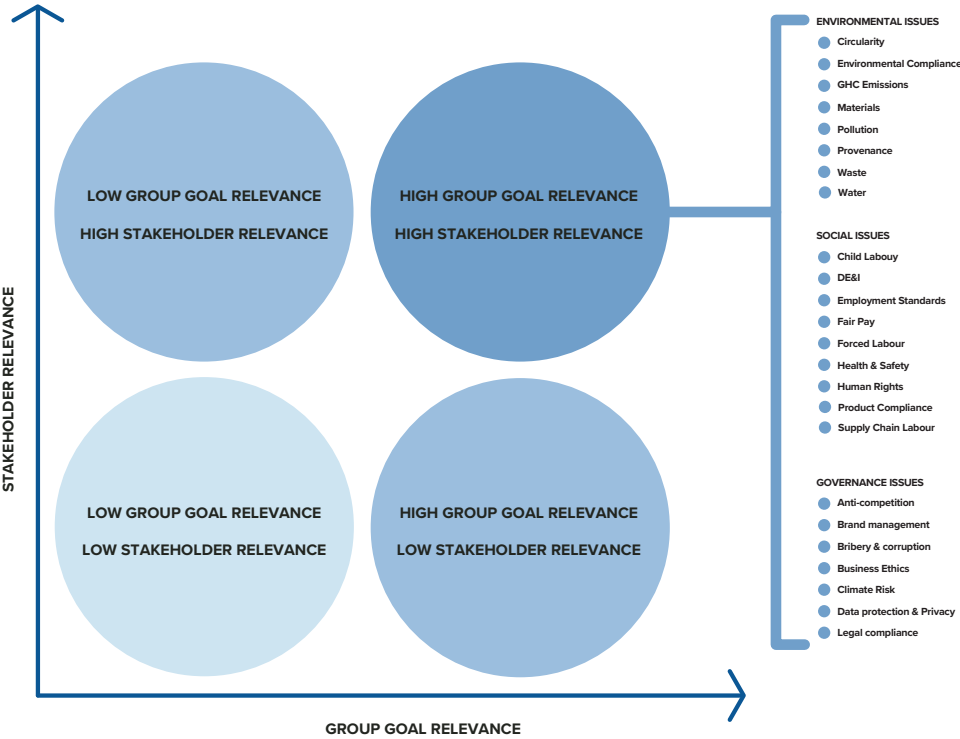 STAKEHOLDER RELEVANCE
LOW GROUP GOAL RELEVANCE
HIGH STAKEHOLDER RELEVANCE
HIGH GROUP GOAL RELEVANCE
HIGH STAKEHOLDER RELEVANCE
LOW GROUP GOAL RELEVANCE
LOW STAKEHOLDER RELEVANCE
HIGH GROUP GOAL RELEVANCE
LOW STAKEHOLDER RELEVANCE
GROUP GOAL RELEVANCE
ENVIRONMENTAL ISSUES
Circularity
Environmental Compliance
GHC Emissions
Materials
Pollution
Provenance
Waste
Water
SOCIAL ISSUES
Child Labouy
DE&I
Employment Standards
Fair Pay
Forced Labour
Health & Safety
Human Rights
Product Compliance
Supply Chain Labour
GOVERNANCE ISSUES
Anti-competition
Brand management
Bribery & corruption
Business Ethics
Climate Risk
Data protection & Privacy
Legal compliance